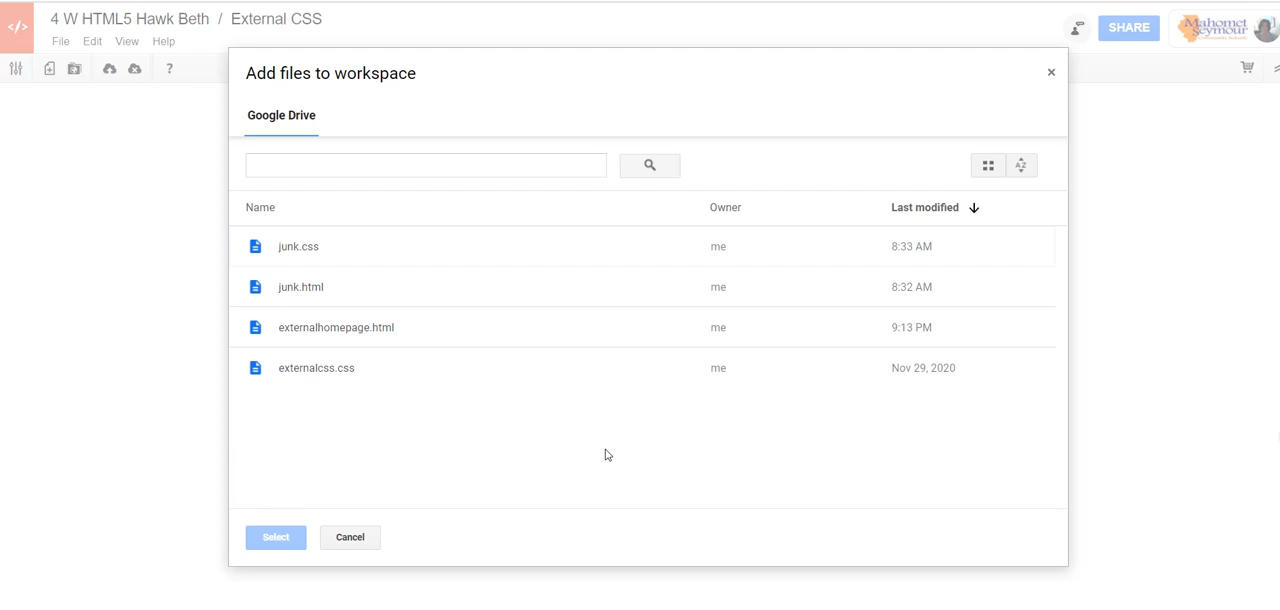 4 W HTML5 Hawk Beth / External CSS
File Edit View Help
SHARE
Mahomet
Seymour
?
Add files to workspace
×
Google Drive
AZ
Name Owner Last modified
junk.css me 8:33 AM
junk.html me 8:32 AM
externalhomepage.html me 9:13 PM
externalcss.css me Nov 29, 2020
Select Cancel